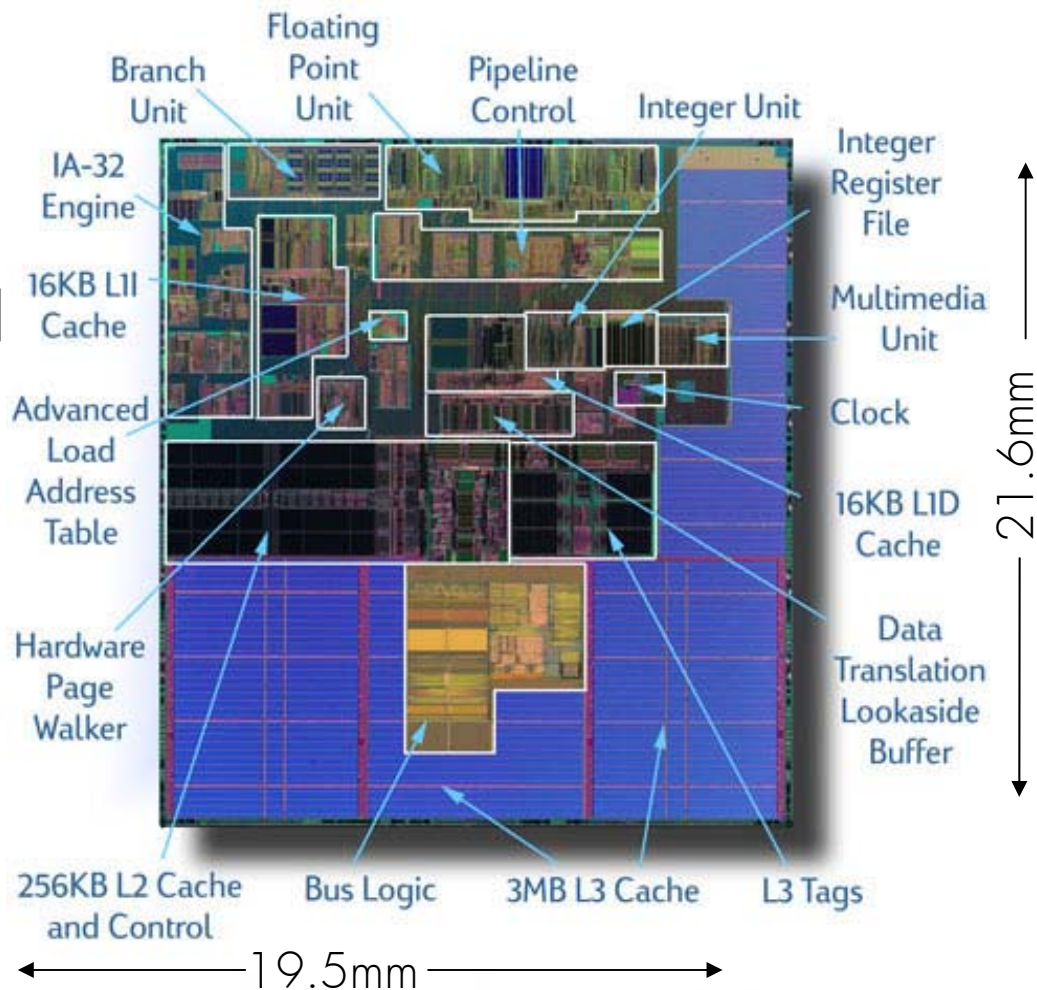 Floating
Point
Unit
Branch
Unit
Pipeline
Control
Integer Unit
IA-32
Engine
Integer
Register
File
16KB L1I
Cache
Multimedia
Unit
Advanced
Load
Address
Table
Clock
21.6mm
16KB L1D
Cache
Hardware
Page
Walker
Data
Translation
Lookaside
Buffer
256KB L2 Cache
and Control
Bus Logic
3MB L3 Cache
L3 Tags
19.5mm